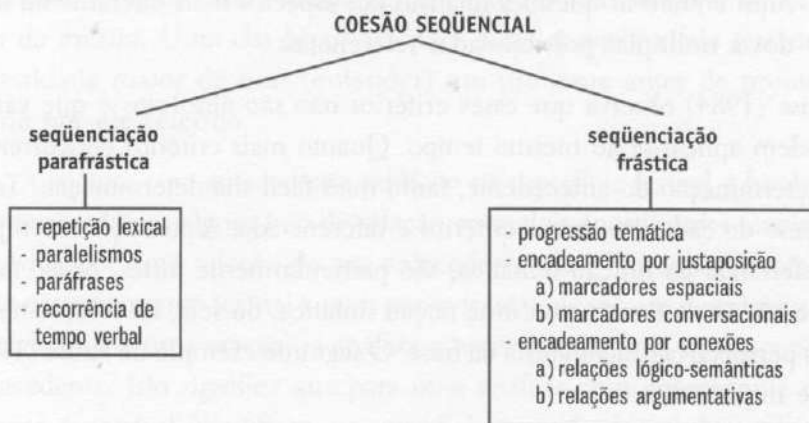 COESÃO SEQÜENCIAL
seqüenciação
parafrástica
repetição lexical
paralelismos
paráfrases
recorrência de
tempo verbal
seqüenciação
frástica
progressão temática
encadeamento por justaposição
a) marcadores espaciais
b) marcadores conversacionais
encadeamento por conexões
a) relações lógico-semânticas
b) relações argumentativas